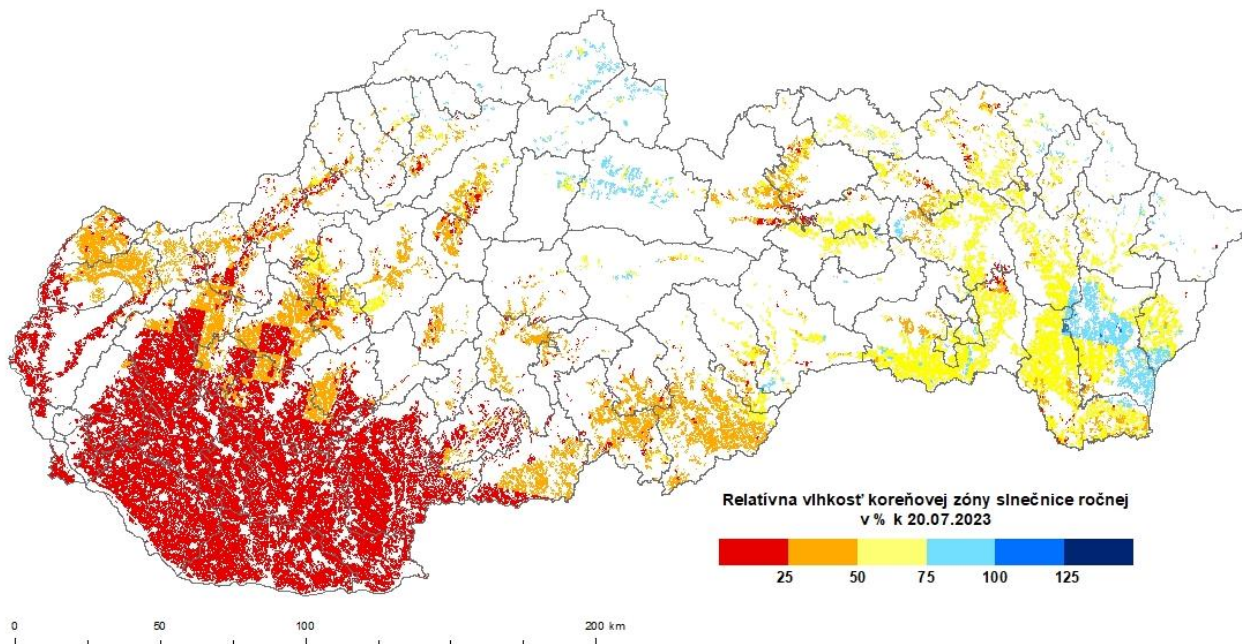 Relatívna vlhkosť koreňovej zóny slnečnice ročnej
v % k 20.07.2023
25 50 75 100 125
0 50 100 200 km